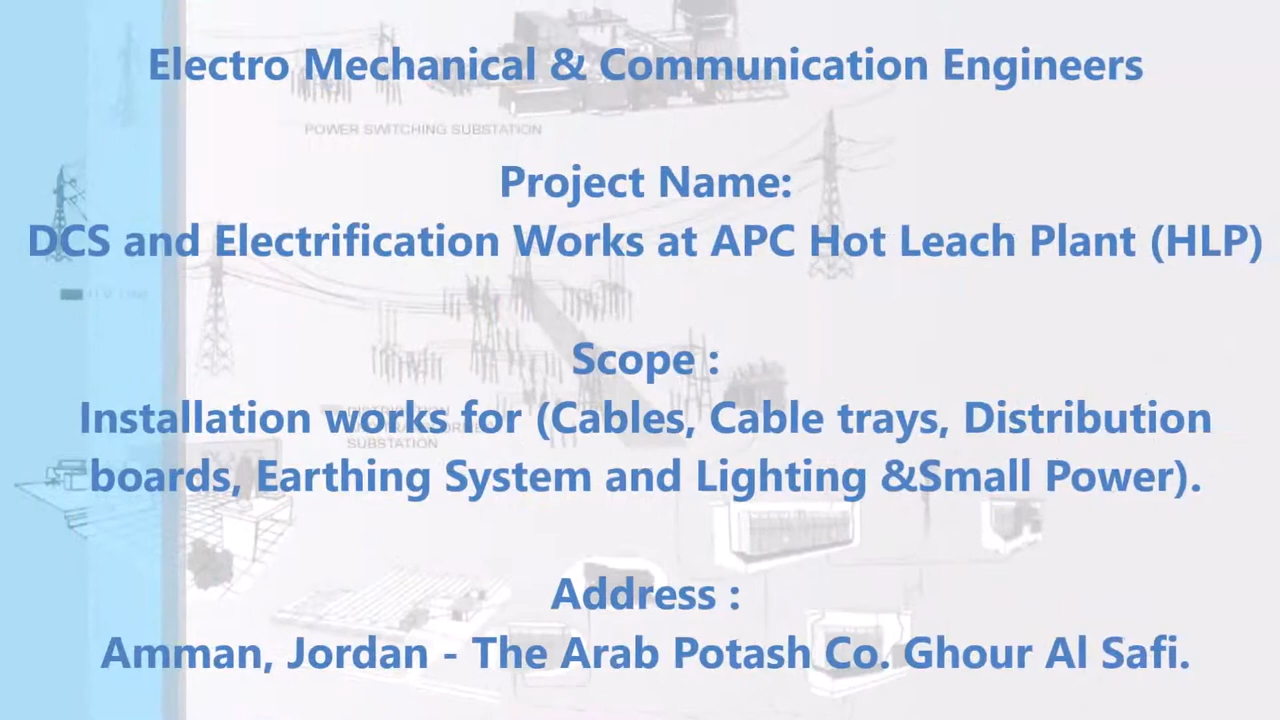 Electro Mechanical & Communication Engineers
POWER SWITCHING SUBSTATION
Project Name:
DCS and Electrification Works at APC Hot Leach Plant (HLP)
Scope :
Installation works for (Cables, Cable trays, Distribution
boards, Earthing System and Lighting &Small Power).
SUBSTATION
Address :
Amman, Jordan - The Arab Potash Co. Ghour Al Safi.